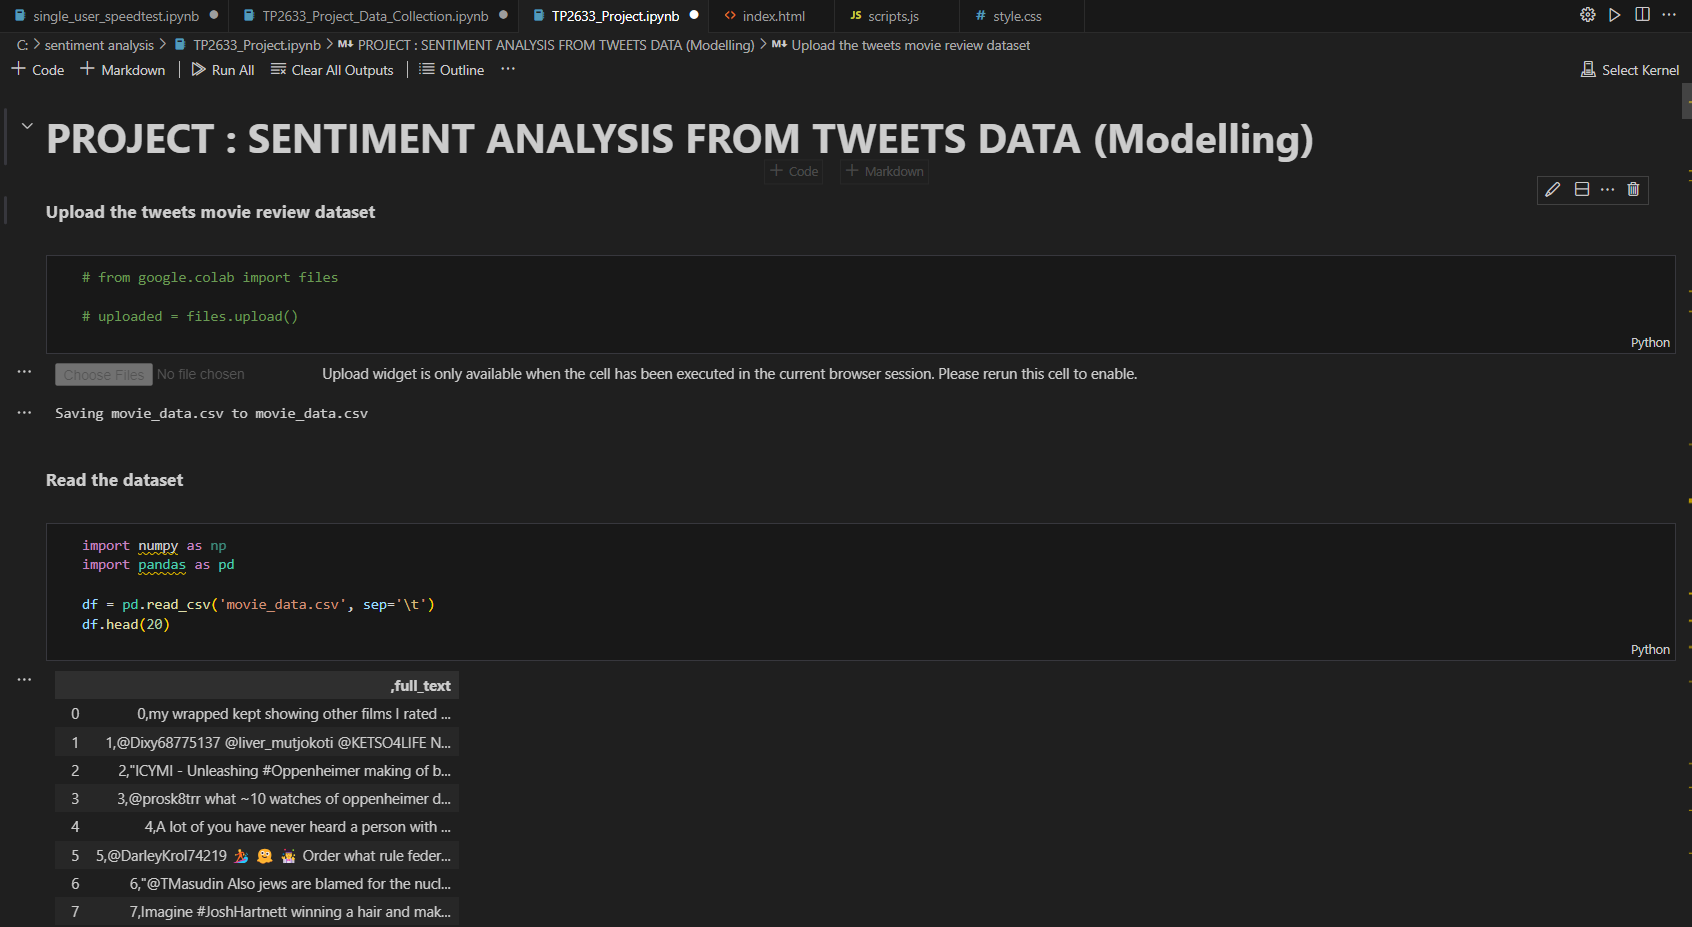 single_user_speedtest.ipynb TP2633_Project_Data_Collection.ipynb TP2633_Project.ipynb <> index.html JS scripts.js # style.css
C: > sentiment analysis > TP2633_Project.ipynb > M↓ PROJECT : SENTIMENT ANALYSIS FROM TWEETS DATA (Modelling) > M↓ Upload the tweets movie review dataset
+ Code + Markdown | Run All Clear All Outputs | Outline ... Select Kernel
PROJECT : SENTIMENT ANALYSIS FROM TWEETS DATA (Modelling)
+ Code + Markdown
Upload the tweets movie review dataset
# from google.colab import files
# uploaded = files.upload()
Python
... Choose Files No file chosen Upload widget is only available when the cell has been executed in the current browser session. Please rerun this cell to enable.
... Saving movie_data.csv to movie_data.csv
Read the dataset
import numpy as np
import pandas as pd
df = pd.read_csv('movie_data.csv', sep='\t')
df.head(20)
Python
... ,full_text
0 0,my wrapped kept showing other films I rated ...
1 1,@Dixy68775137 @liver_mutjokoti @KETSO4LIFE N...
2 2,"ICYMI - Unleashing #Oppenheimer making of b...
3 3,@prosk8trr what ~10 watches of oppenheimer d...
4 4,A lot of you have never heard a person with ...
5 5,@DarleyKrol74219 🏄 🫠 🤹 Order what rule feder...
6 6,"@TMasudin Also jews are blamed for the nucl...
7 7,Imagine #JoshHartnett winning a hair and mak...